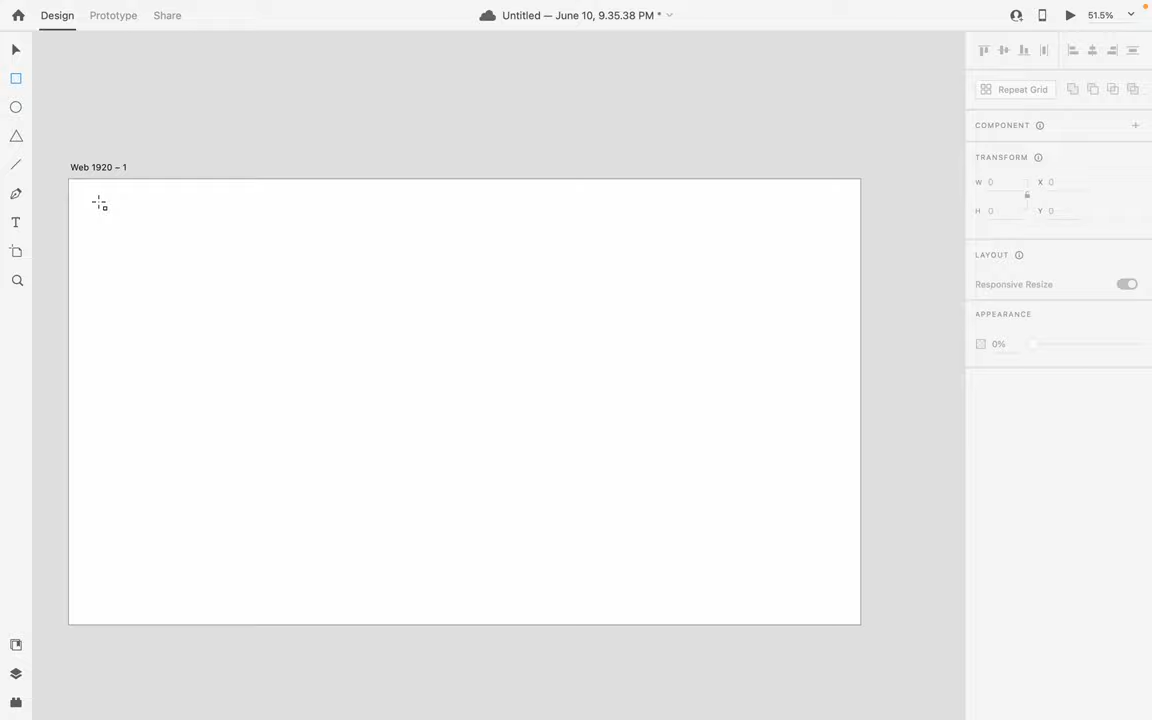 Design Prototype Share Untitled — June 10, 9.35.38 PM * 51.5%
Repeat Grid
COMPONENT
Web 1920 – 1
TRANSFORM
W 0 X 0
H 0 Y 0
T
LAYOUT
Responsive Resize
APPEARANCE
0%